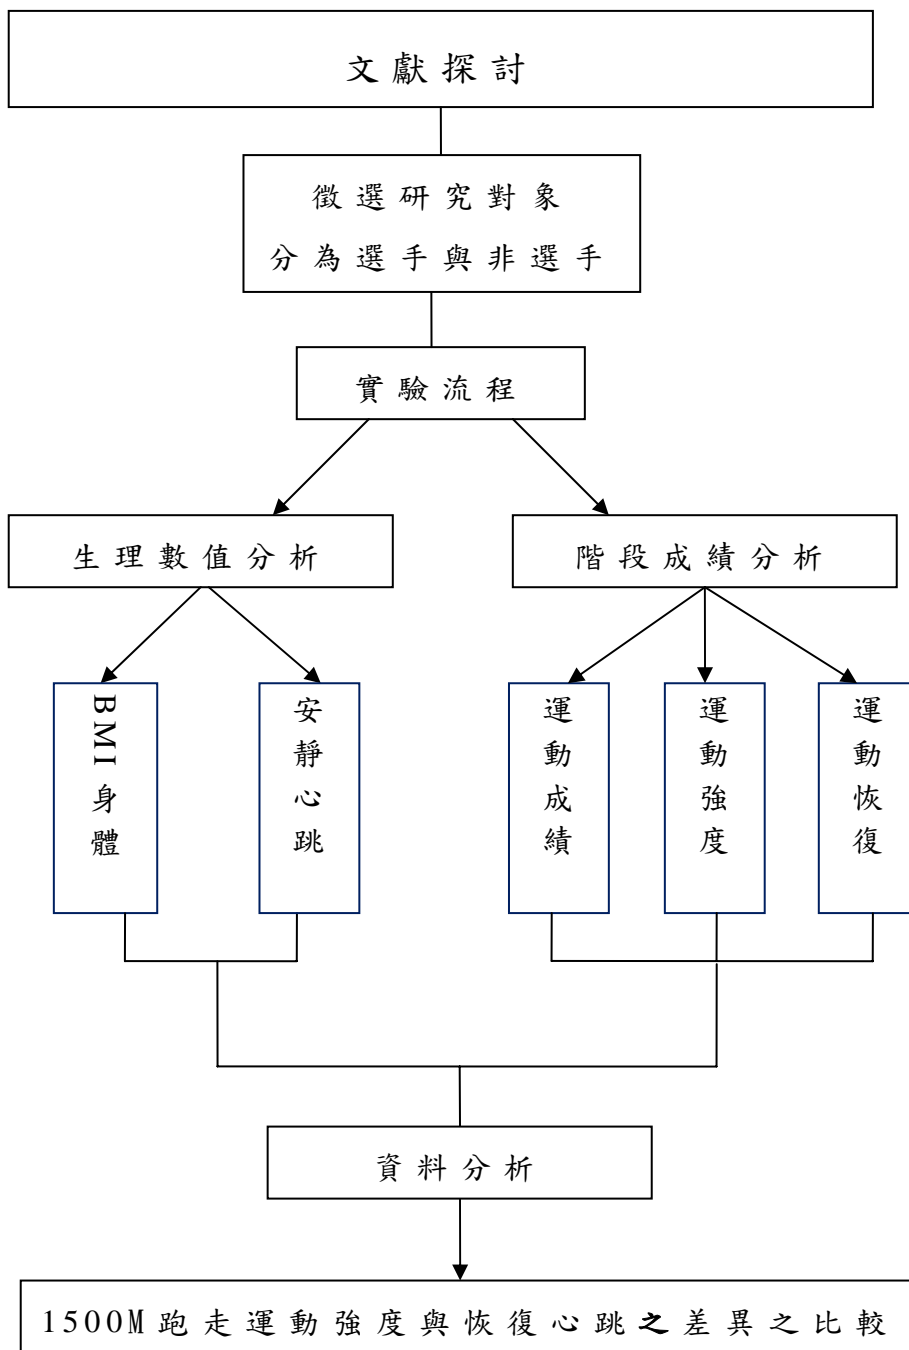 文獻探討
徵選研究對象
分為選手與非選手
實驗流程
生理數值分析
階段成績分析
BMI身體
安靜心跳
運動成績
運動強度
運動恢復
資料分析
1500M跑走運動強度與恢復心跳之差異之比較